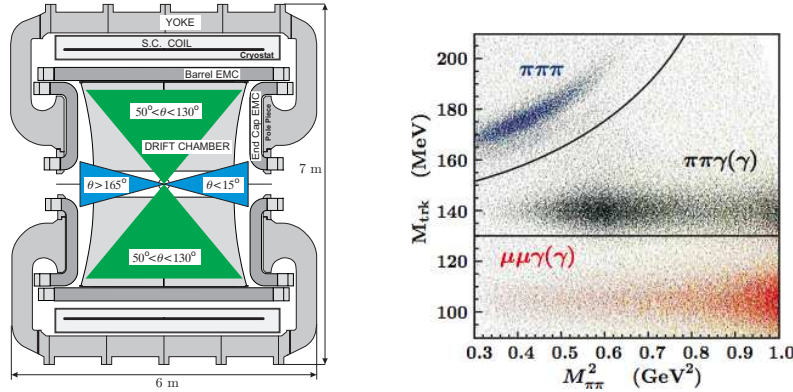 YOKE
S.C. COIL
Cryostat
Barrel EMC
50°<θ<130°
End Cap EMC
Pole Piece
DRIFT CHAMBER
7 m
θ>165°
θ<15°
50°<θ<130°
6 m
M_trk (MeV)
200
180
160
140
120
100
πππ
ππγ(γ)
μμγ(γ)
0.3 0.4 0.5 0.6 0.7 0.8 0.9 1.0
M²_ππ (GeV²)